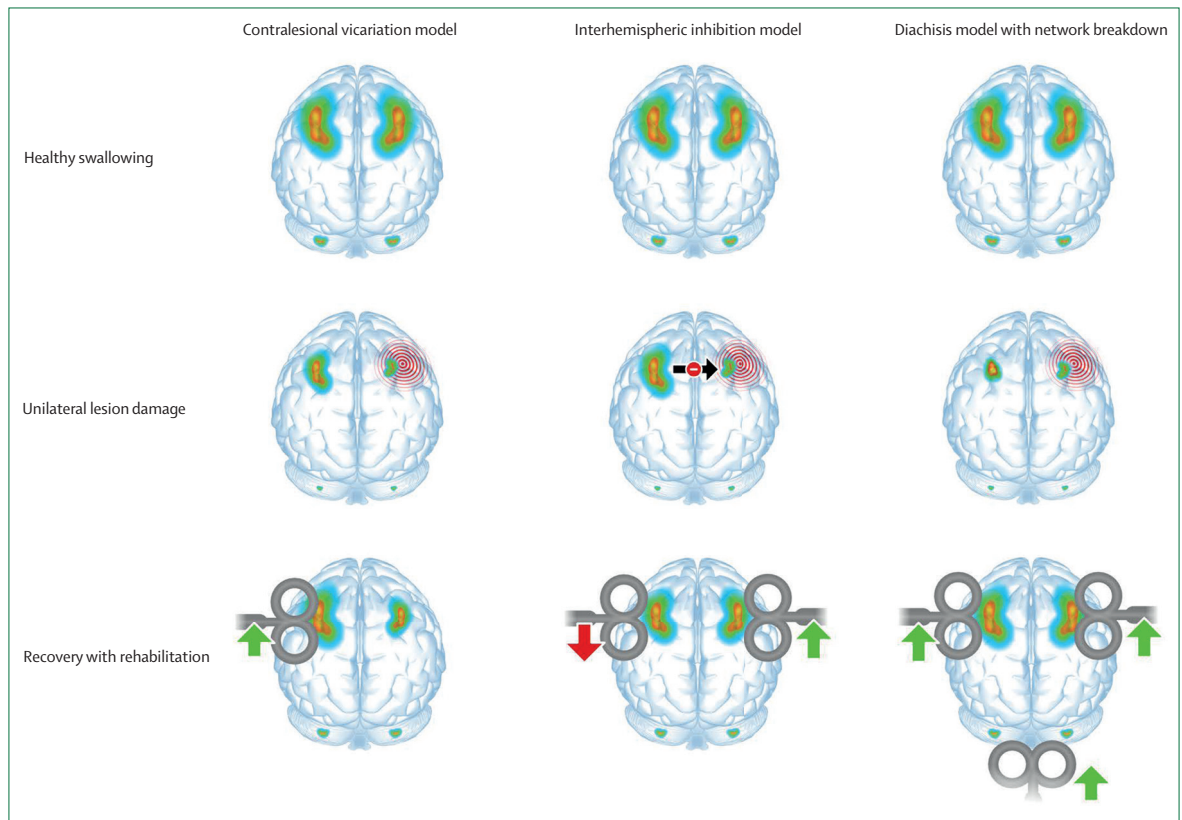 Contralesional vicariation model
Interhemispheric inhibition model
Diachisis model with network breakdown
Healthy swallowing
Unilateral lesion damage
Recovery with rehabilitation